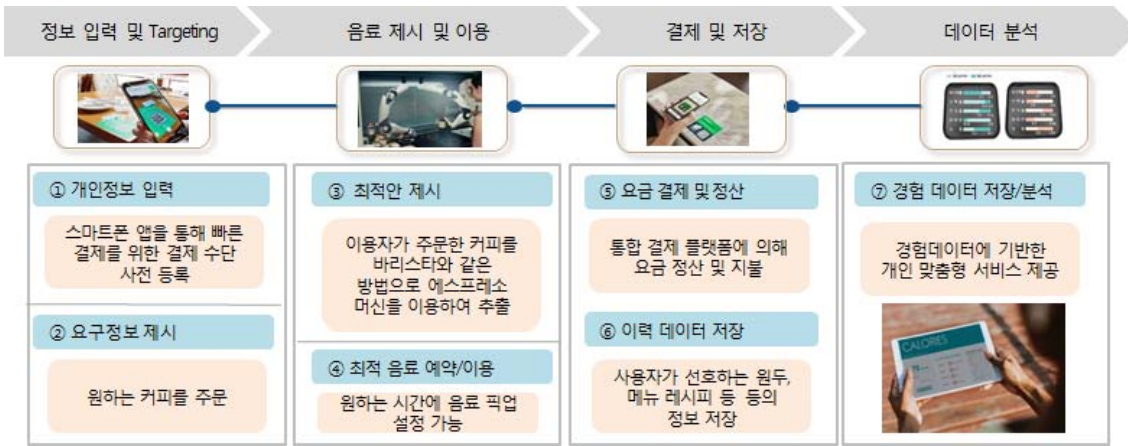 정보 입력 및 Targeting
음료 제시 및 이용
결제 및 저장
데이터 분석
① 개인정보 입력
스마트폰 앱을 통해 빠른
결제를 위한 결제 수단
사전 등록
② 요구정보 제시
원하는 커피를 주문
③ 최적안 제시
이용자가 주문한 커피를
바리스타와 같은
방법으로 에스프레소
머신을 이용하여 추출
④ 최적 음료 예약/이용
원하는 시간에 음료 픽업
설정 가능
⑤ 요금 결제 및 정산
통합 결제 플랫폼에 의해
요금 정산 및 지불
⑥ 이력 데이터 저장
사용자가 선호하는 원두,
메뉴 레시피 등 등의
정보 저장
⑦ 경험 데이터 저장/분석
경험데이터에 기반한
개인 맞춤형 서비스 제공
CALORIES